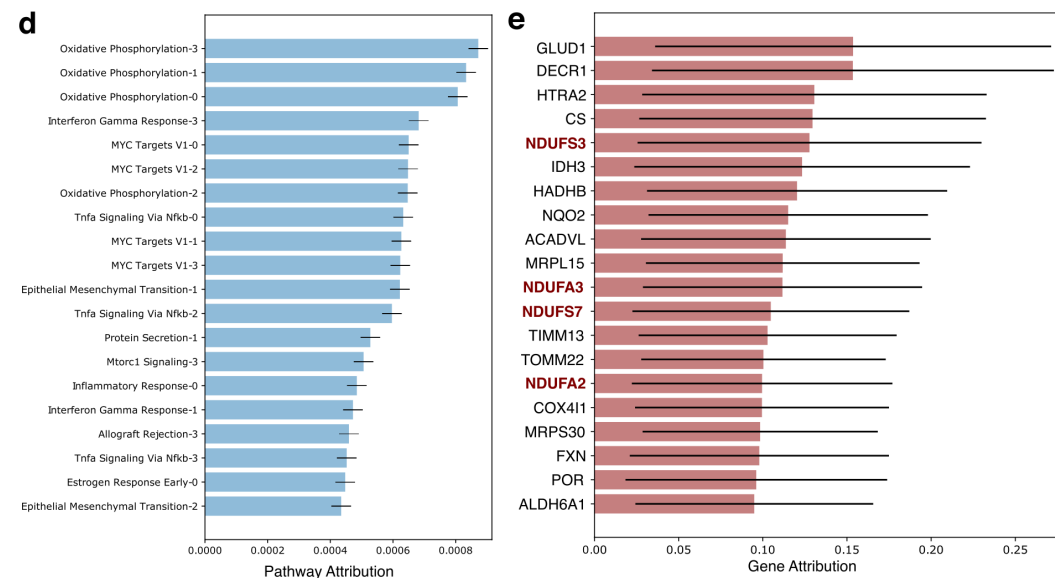 d
Oxidative Phosphorylation-3
Oxidative Phosphorylation-1
Oxidative Phosphorylation-0
Interferon Gamma Response-3
MYC Targets V1-0
MYC Targets V1-2
Oxidative Phosphorylation-2
Tnfa Signaling Via Nfkb-0
MYC Targets V1-1
MYC Targets V1-3
Epithelial Mesenchymal Transition-1
Tnfa Signaling Via Nfkb-2
Protein Secretion-1
Mtorc1 Signaling-3
Inflammatory Response-0
Interferon Gamma Response-1
Allograft Rejection-3
Tnfa Signaling Via Nfkb-3
Estrogen Response Early-0
Epithelial Mesenchymal Transition-2
0.0000 0.0002 0.0004 0.0006 0.0008
Pathway Attribution
e
GLUD1
DECR1
HTRA2
CS
NDUFS3
IDH3
HADHB
NQO2
ACADVL
MRPL15
NDUFA3
NDUFS7
TIMM13
TOMM22
NDUFA2
COX4I1
MRPS30
FXN
POR
ALDH6A1
0.00 0.05 0.10 0.15 0.20 0.25
Gene Attribution